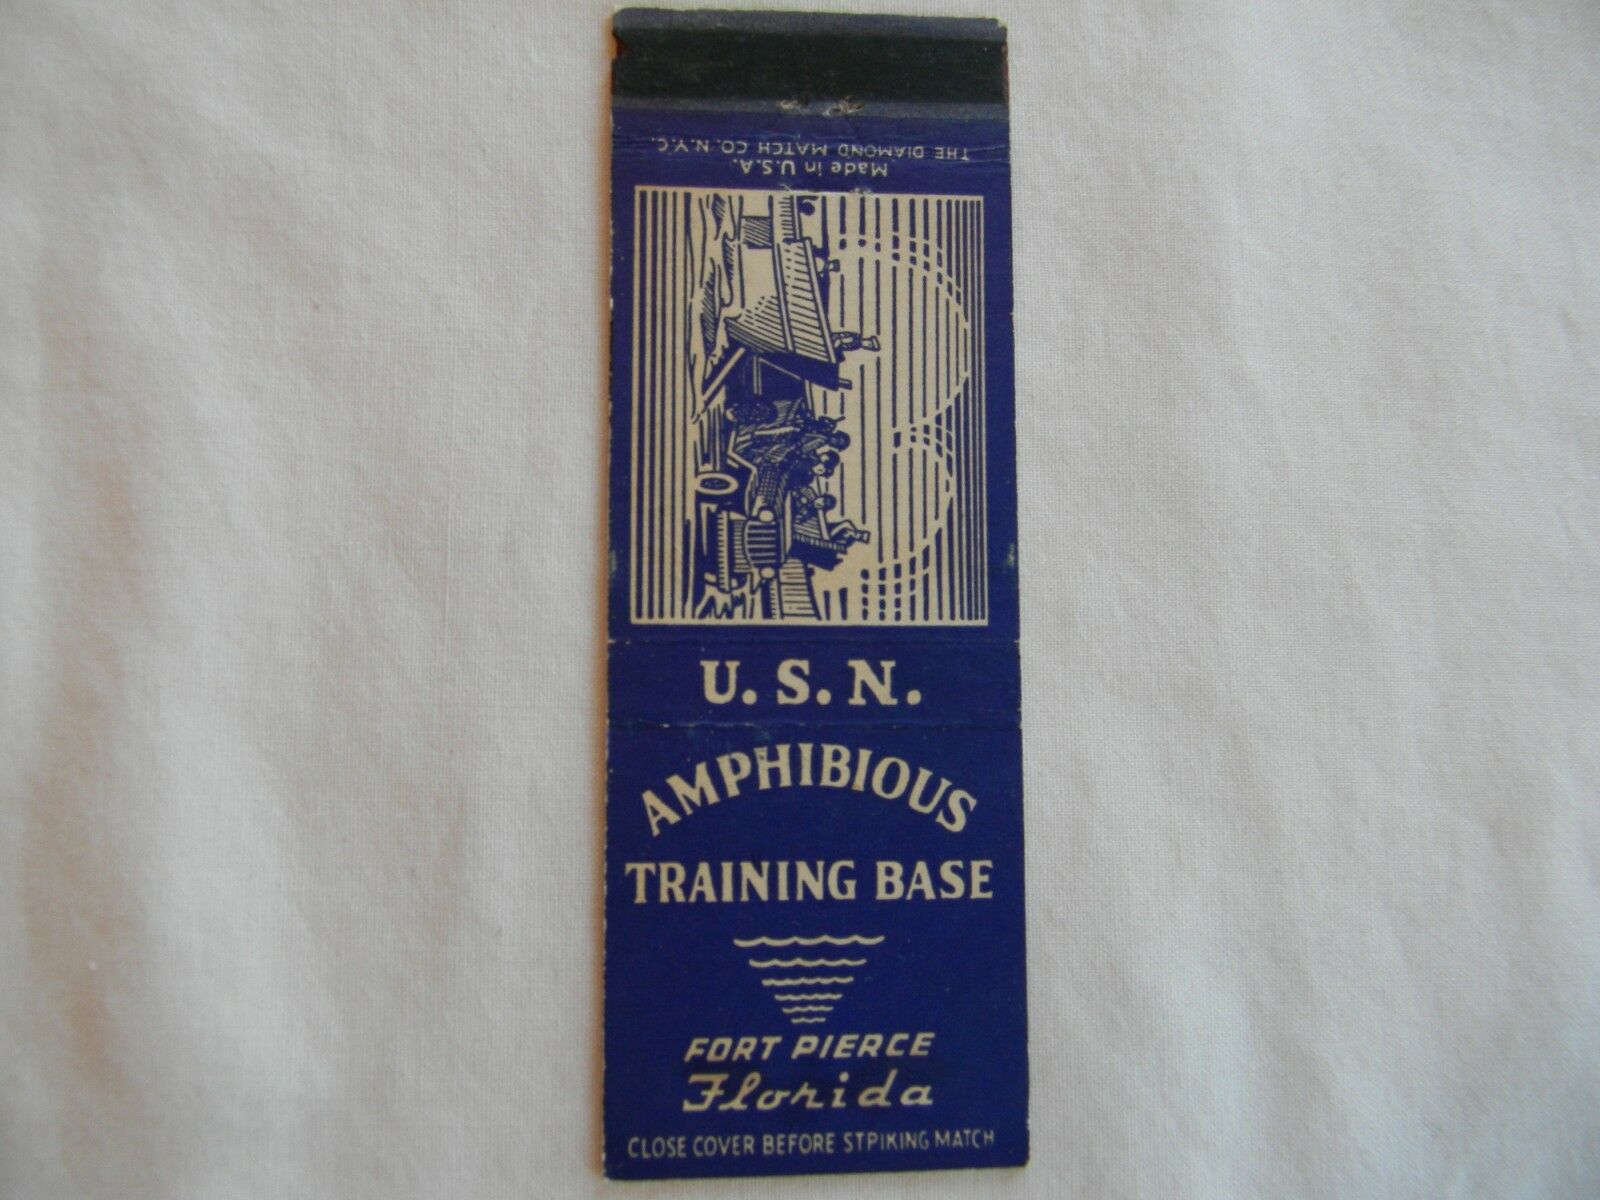 THE DIAMOND MATCH CO. N.Y.C.
Made in U.S.A.
U. S. N.
AMPHIBIOUS
TRAINING BASE
FORT PIERCE
Florida
CLOSE COVER BEFORE STPIKING MATCH